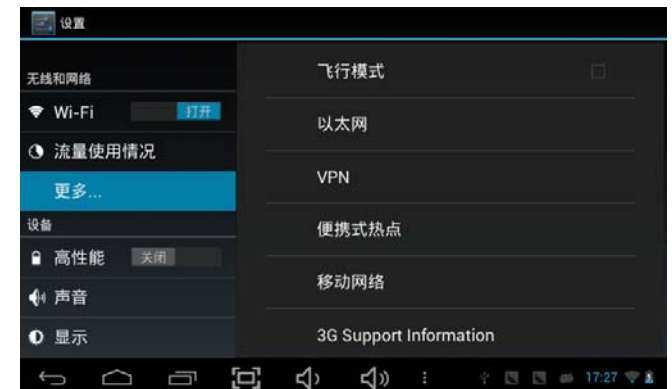 设置
无线和网络
Wi-Fi 打开
流量使用情况
更多...
设备
高性能 关闭
声音
显示
飞行模式
以太网
VPN
便携式热点
移动网络
3G Support Information
17:27